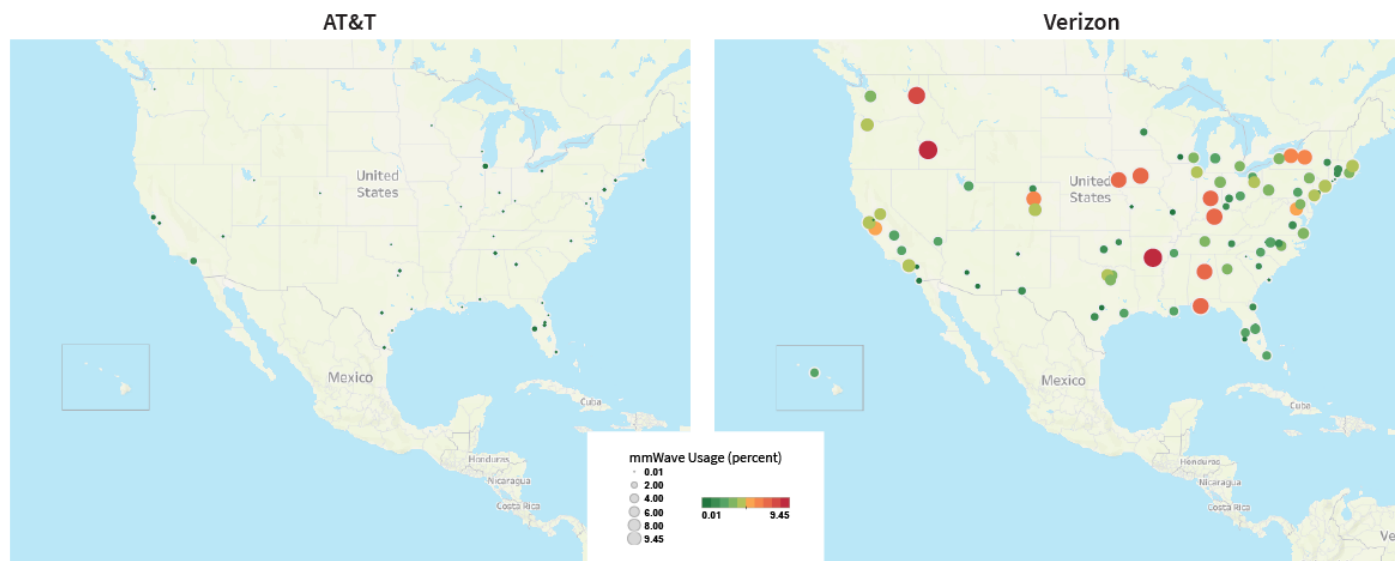 AT&T
Verizon
United
States
Mexico
Cuba
Honduras
Nicaragua
Costa Rica
United
States
Mexico
Cuba
Honduras
Nicaragua
Costa Rica
Ve
mmWave Usage (percent)
0.01
2.00
4.00
6.00
8.00
9.45
0.01
9.45